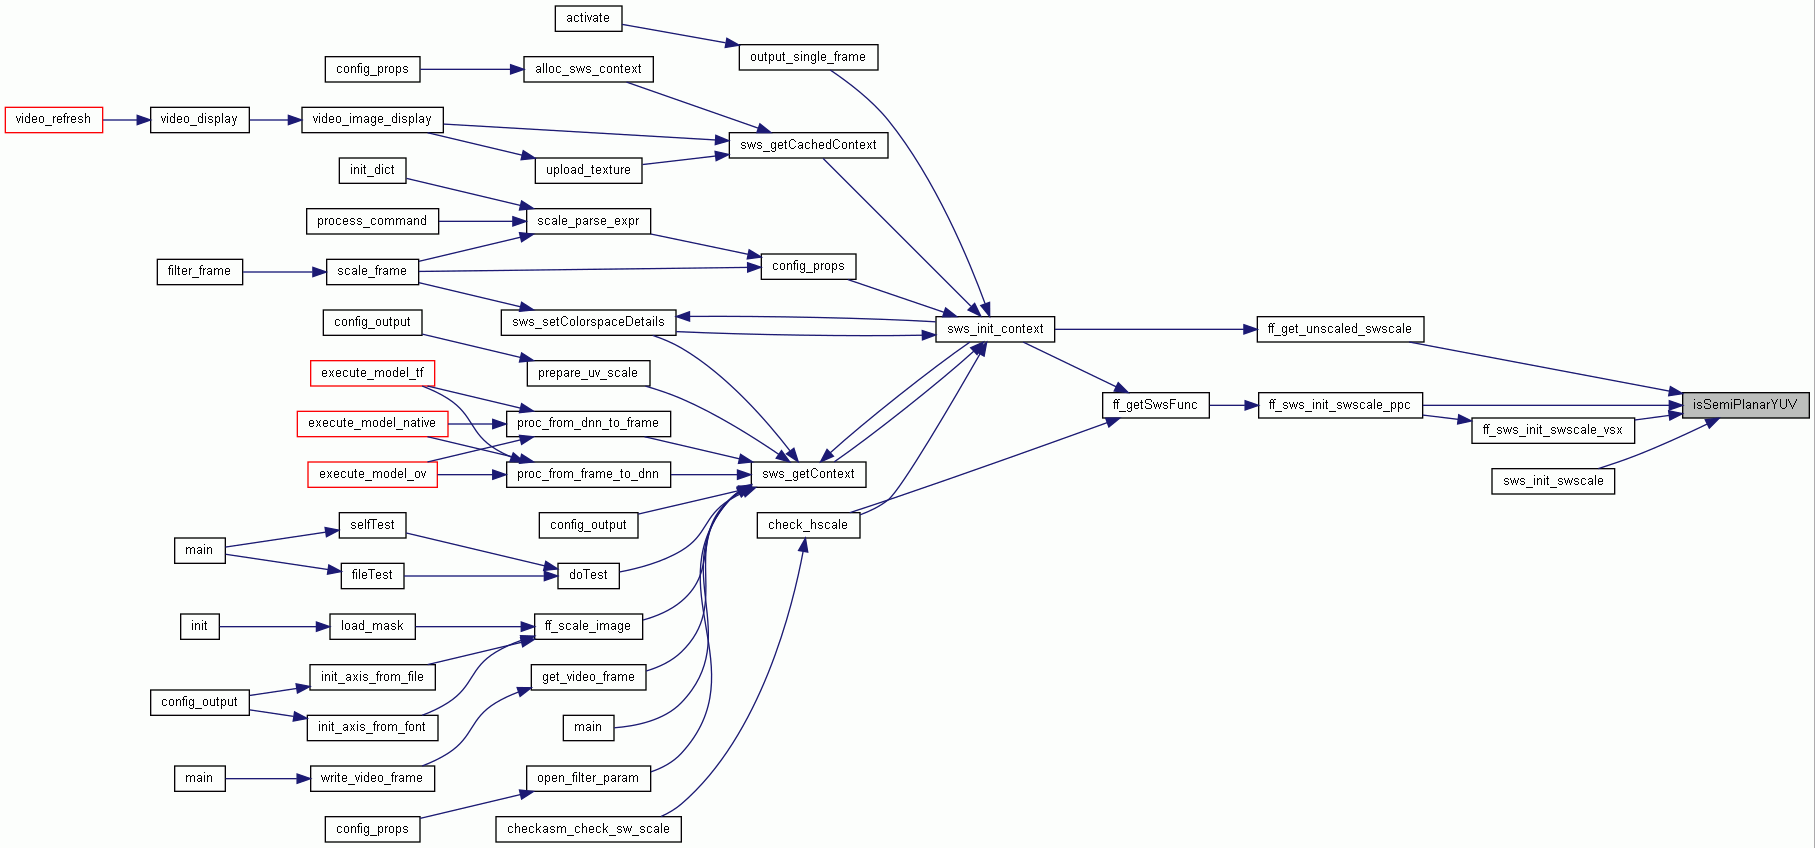 activate
output_single_frame
config_props
alloc_sws_context
video_refresh
video_display
video_image_display
sws_getCachedContext
init_dict
upload_texture
process_command
scale_parse_expr
filter_frame
scale_frame
config_props
config_output
sws_setColorspaceDetails
sws_init_context
ff_get_unscaled_swscale
execute_model_tf
prepare_uv_scale
execute_model_native
proc_from_dnn_to_frame
ff_getSwsFunc
ff_sws_init_swscale_ppc
isSemiPlanarYUV
ff_sws_init_swscale_vsx
execute_model_ov
proc_from_frame_to_dnn
sws_getContext
sws_init_swscale
config_output
check_hscale
selfTest
main
fileTest
doTest
init
load_mask
ff_scale_image
init_axis_from_file
get_video_frame
config_output
init_axis_from_font
main
main
write_video_frame
open_filter_param
config_props
checkasm_check_sw_scale